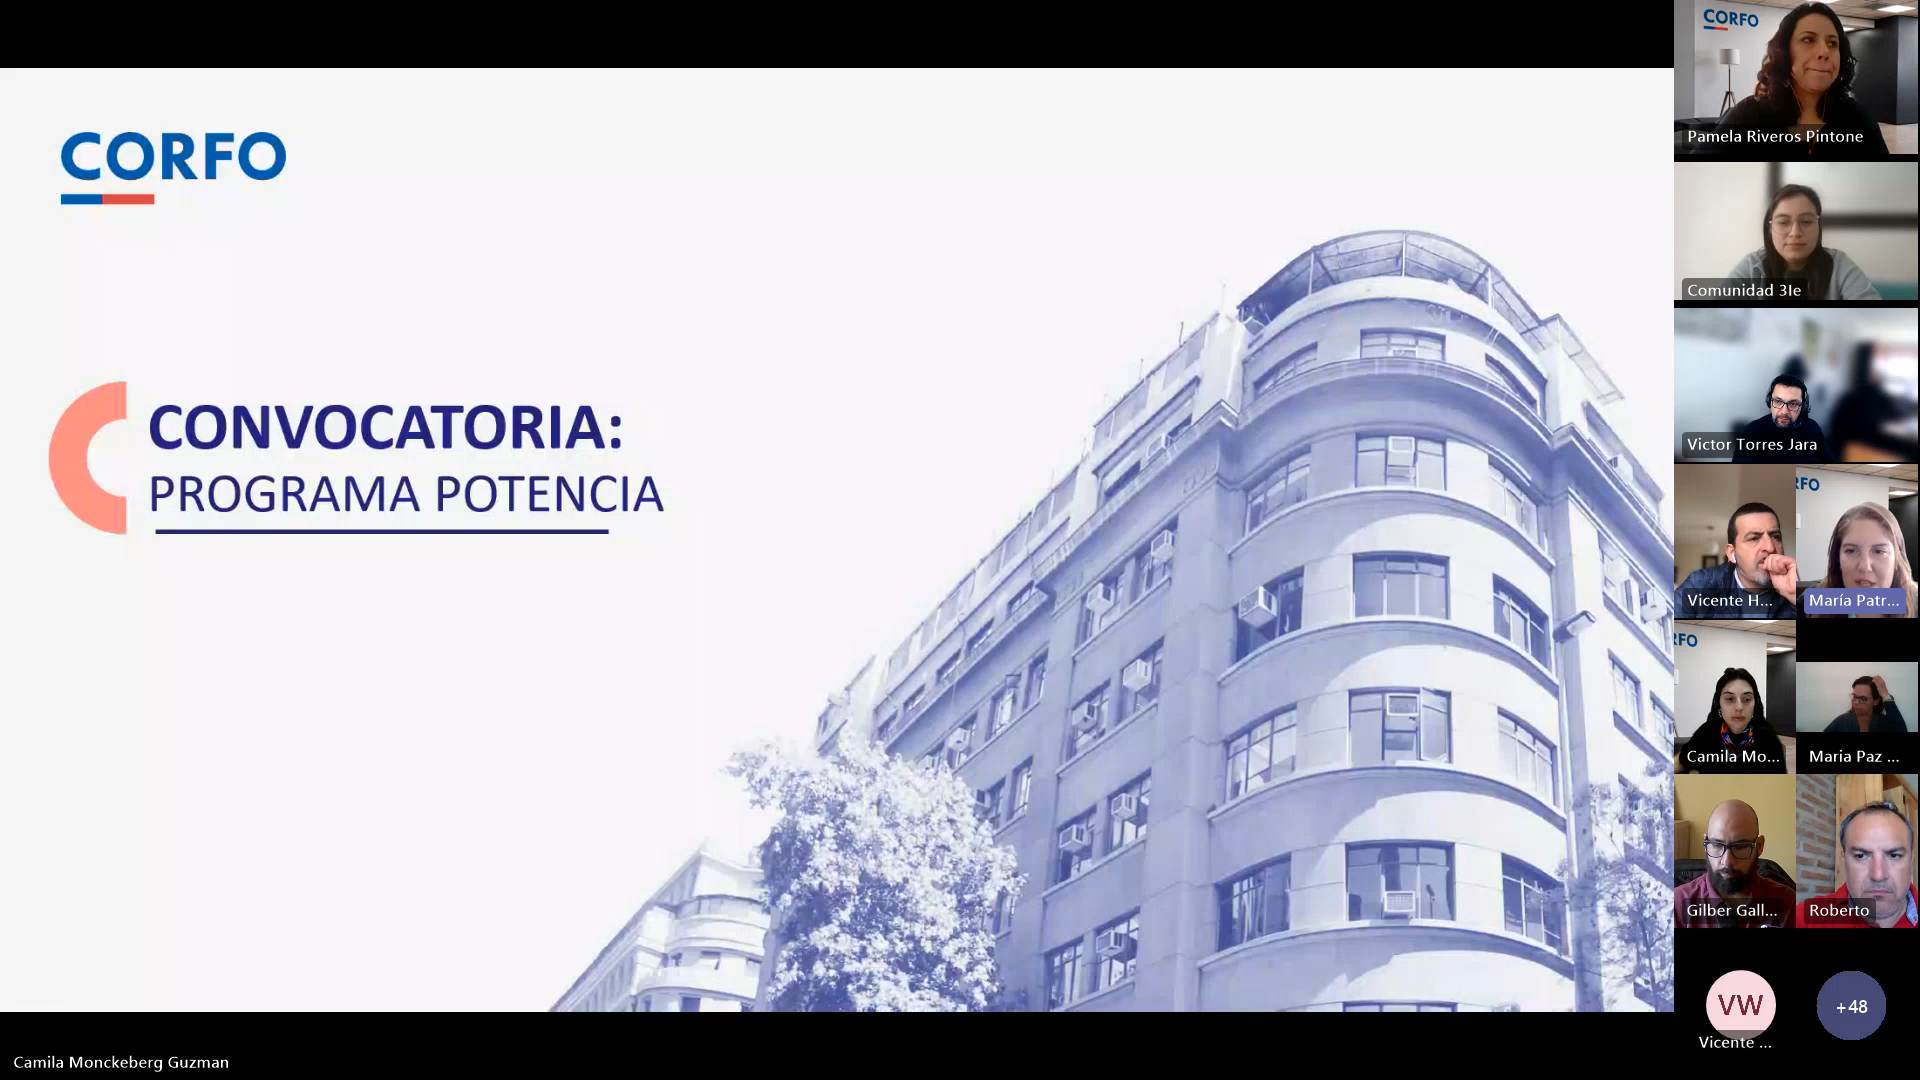 CORFO
CONVOCATORIA:
PROGRAMA POTENCIA
Camila Monckeberg Guzman
CORFO
Pamela Riveros Pintone
Comunidad 3Ie
Victor Torres Jara
Vicente H...
RFO
María Patr...
RFO
Camila Mo...
Maria Paz ...
Gilber Gall...
Roberto
VW
Vicente ...
+48